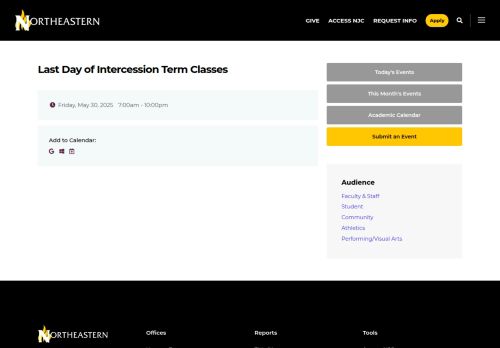 NORTHEASTERN
GIVE ACCESS NJC REQUEST INFO Apply
Last Day of Intercession Term Classes
Friday, May 30, 2025 7:00am - 10:00pm
Add to Calendar:
Today's Events
This Month's Events
Academic Calendar
Submit an Event
Audience
Faculty & Staff
Student
Community
Athletics
Performing/Visual Arts
NORTHEASTERN
Offices Reports Tools